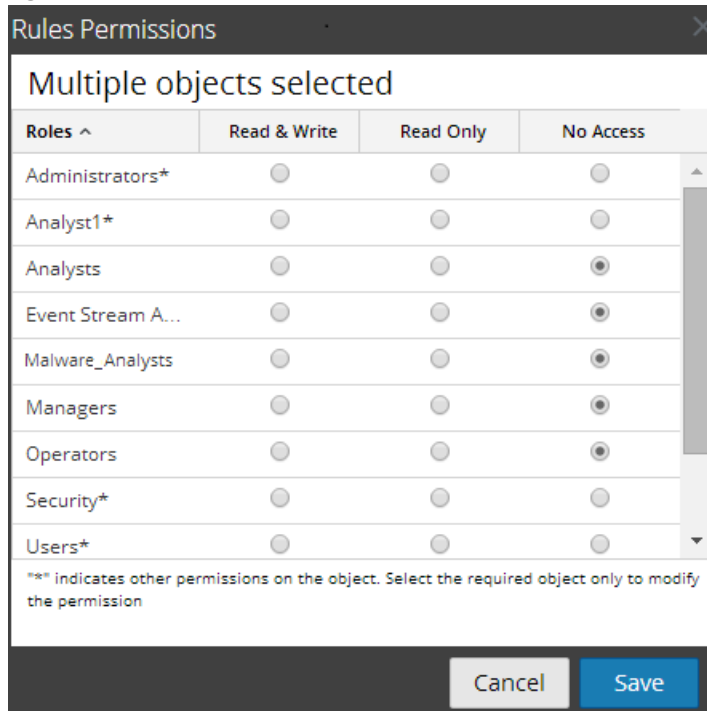 Rules Permissions
Multiple objects selected
Roles ^ Read & Write Read Only No Access
Administrators*
Analyst1*
Analysts
Event Stream A...
Malware_Analysts
Managers
Operators
Security*
Users*
"*" indicates other permissions on the object. Select the required object only to modify
the permission
Cancel Save